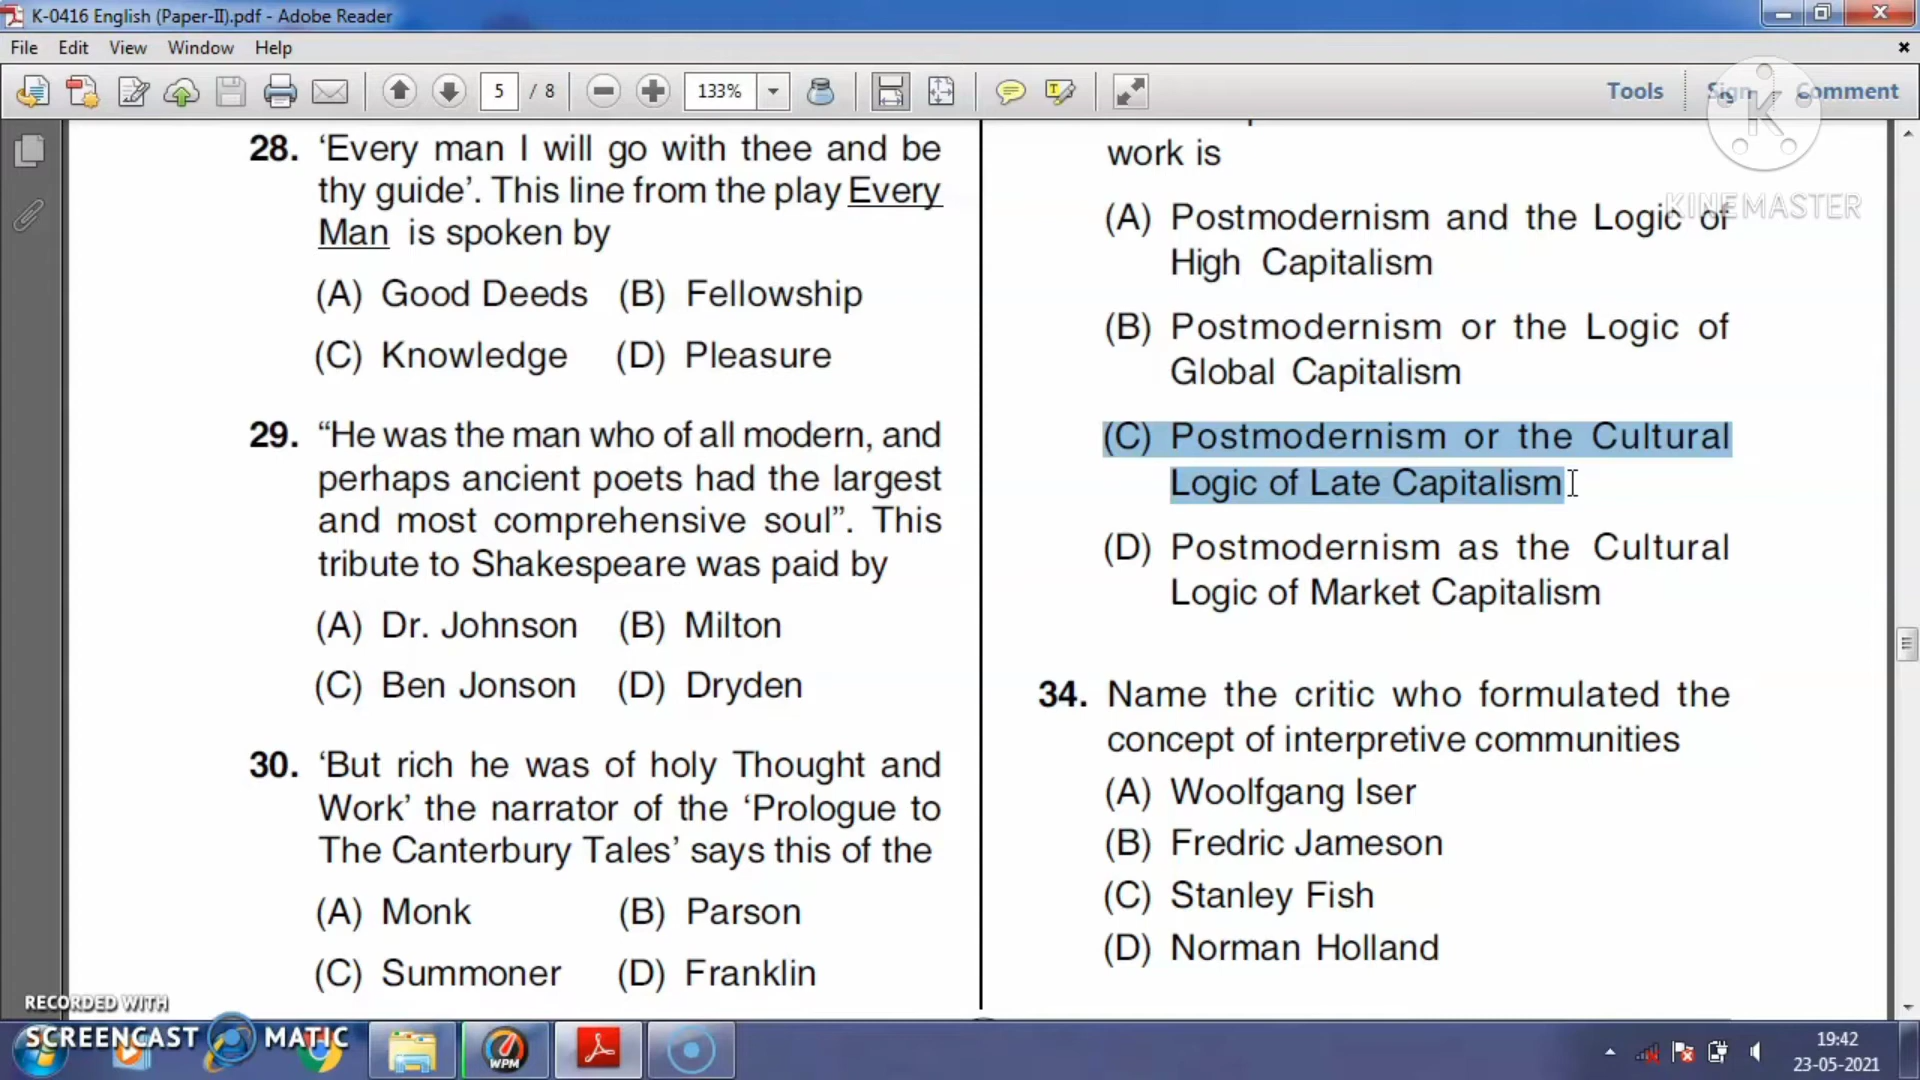 K-0416 English (Paper-II).pdf - Adobe Reader
File Edit View Window Help
5 / 8 133% Tools Sign Comment
K
KINEMASTER
28. ‘Every man I will go with thee and be
thy guide’. This line from the play Every
Man is spoken by
(A) Good Deeds (B) Fellowship
(C) Knowledge (D) Pleasure
29. “He was the man who of all modern, and
perhaps ancient poets had the largest
and most comprehensive soul”. This
tribute to Shakespeare was paid by
(A) Dr. Johnson (B) Milton
(C) Ben Jonson (D) Dryden
30. ‘But rich he was of holy Thought and
Work’ the narrator of the ‘Prologue to
The Canterbury Tales’ says this of the
(A) Monk (B) Parson
(C) Summoner (D) Franklin
work is
(A) Postmodernism and the Logic of
High Capitalism
(B) Postmodernism or the Logic of
Global Capitalism
(C) Postmodernism or the Cultural
Logic of Late Capitalism
(D) Postmodernism as the Cultural
Logic of Market Capitalism
34. Name the critic who formulated the
concept of interpretive communities
(A) Woolfgang Iser
(B) Fredric Jameson
(C) Stanley Fish
(D) Norman Holland
RECORDED WITH
SCREENCAST MATIC
WPM
19:42
23-05-2021